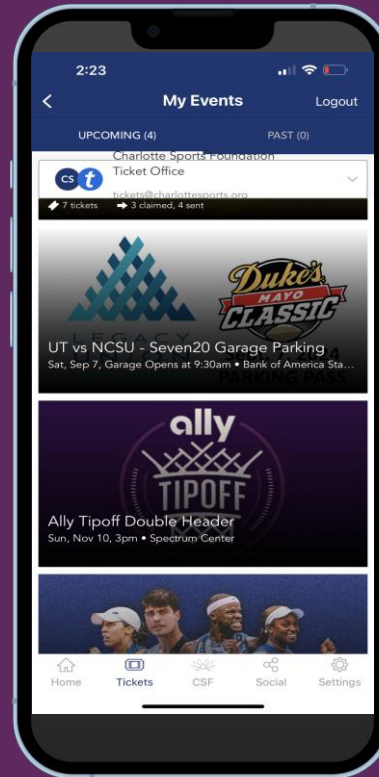 2:23
My Events
Logout
UPCOMING (4)
PAST (0)
CS t
Charlotte Sports Foundation
Ticket Office
tickets@charlottesports.org
7 tickets
3 claimed, 4 sent
Duke's
MAYO
CLASSIC
LEGACY
UNION
UT vs NCSU - Seven20 Garage Parking
Sat, Sep 7, Garage Opens at 9:30am • Bank of America Sta...
PARKING PASS
ally
TIPOFF
Ally Tipoff Double Header
Sun, Nov 10, 3pm • Spectrum Center
Home
Tickets
CSF
Social
Settings